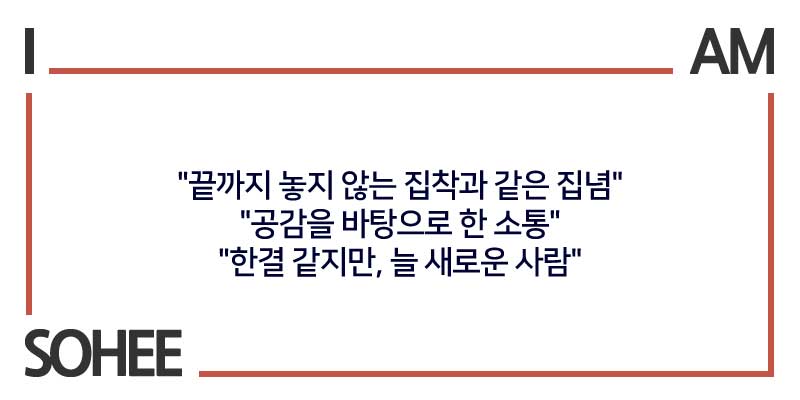 I
AM
"끝까지 놓지 않는 집착과 같은 집념"
"공감을 바탕으로 한 소통"
"한결 같지만, 늘 새로운 사람"
SOHEE